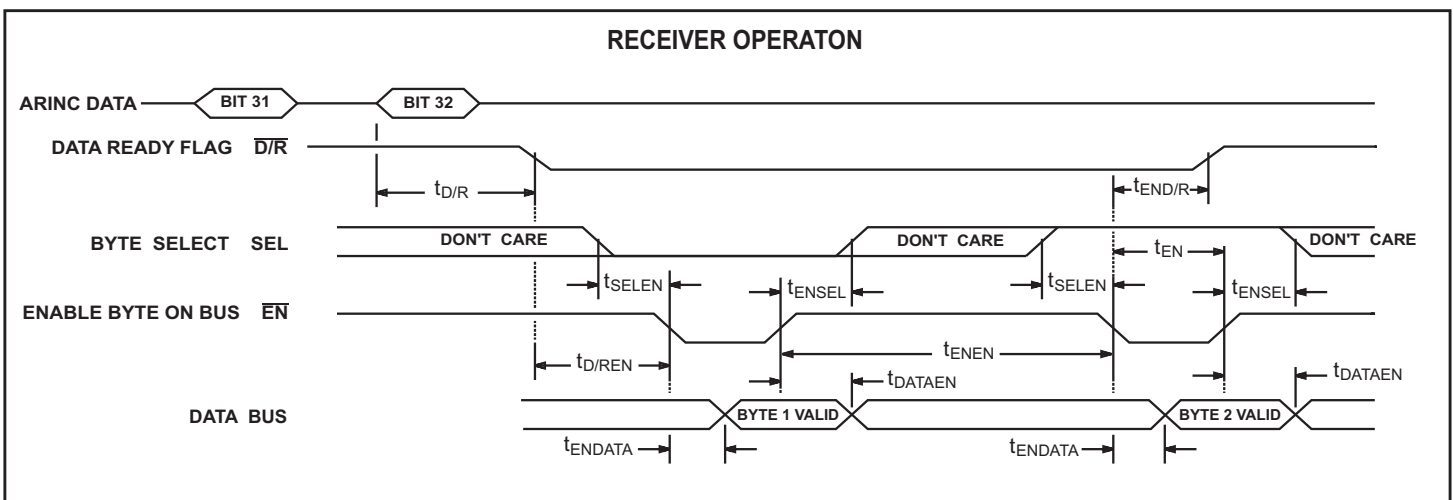 RECEIVER OPERATON
ARINC DATA
BIT 31
BIT 32
DATA READY FLAG D/R
tD/R
tEND/R
BYTE SELECT SEL
DON'T CARE
DON'T CARE
DON'T CARE
tEN
tSELEN
tENSEL
tSELEN
tENSEL
ENABLE BYTE ON BUS EN
tD/REN
tENEN
tDATAEN
tDATAEN
DATA BUS
BYTE 1 VALID
BYTE 2 VALID
tENDATA
tENDATA